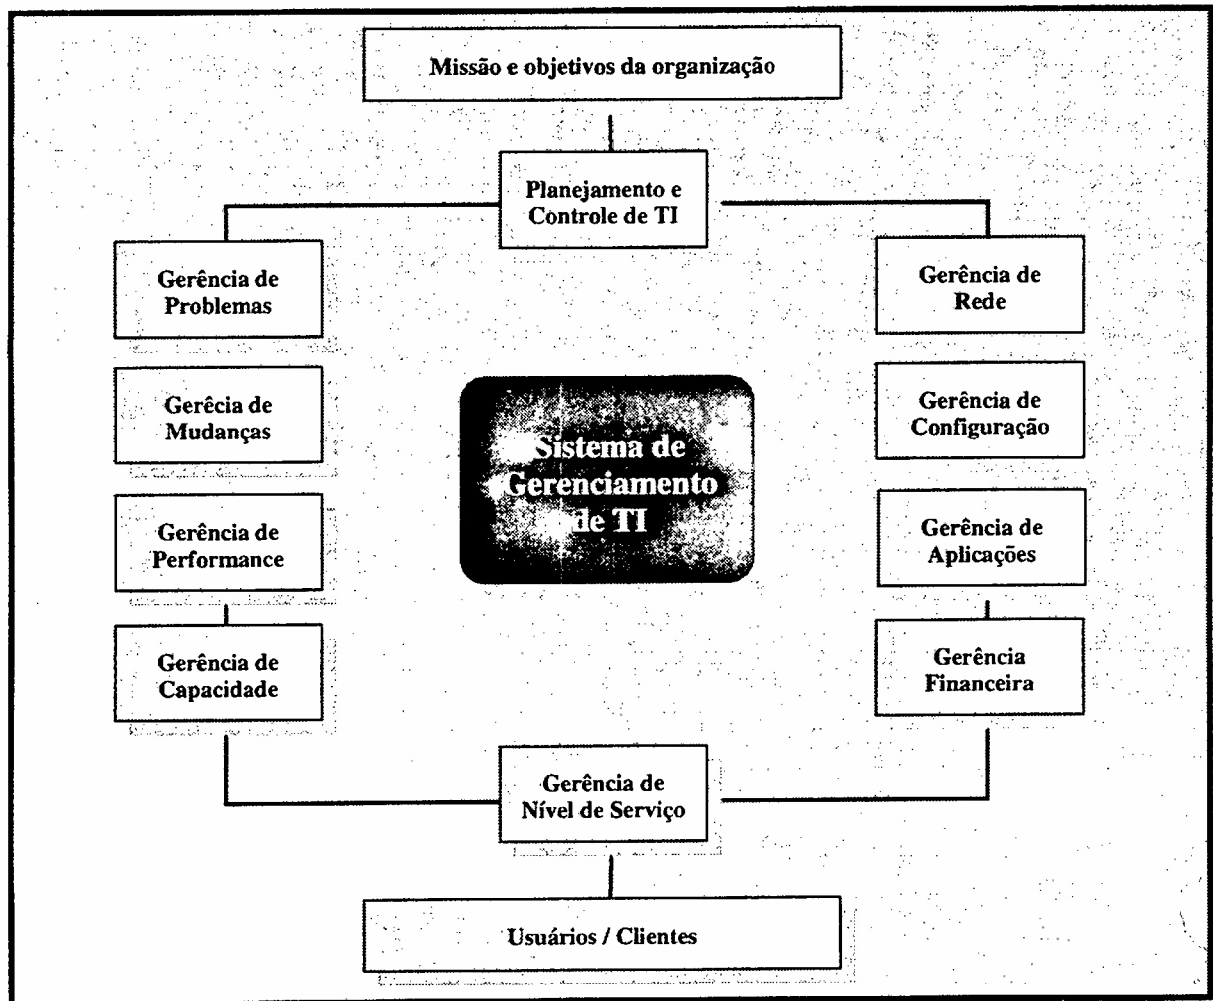 Missão e objetivos da organização
Planejamento e
Controle de TI
Gerência de
Problemas
Gerência de
Rede
Gerêcia de
Mudanças
Gerência de
Configuração
Sistema de
Gerenciamento
de TI
Gerência de
Performance
Gerência de
Aplicações
Gerência de
Capacidade
Gerência
Financeira
Gerência de
Nível de Serviço
Usuários / Clientes